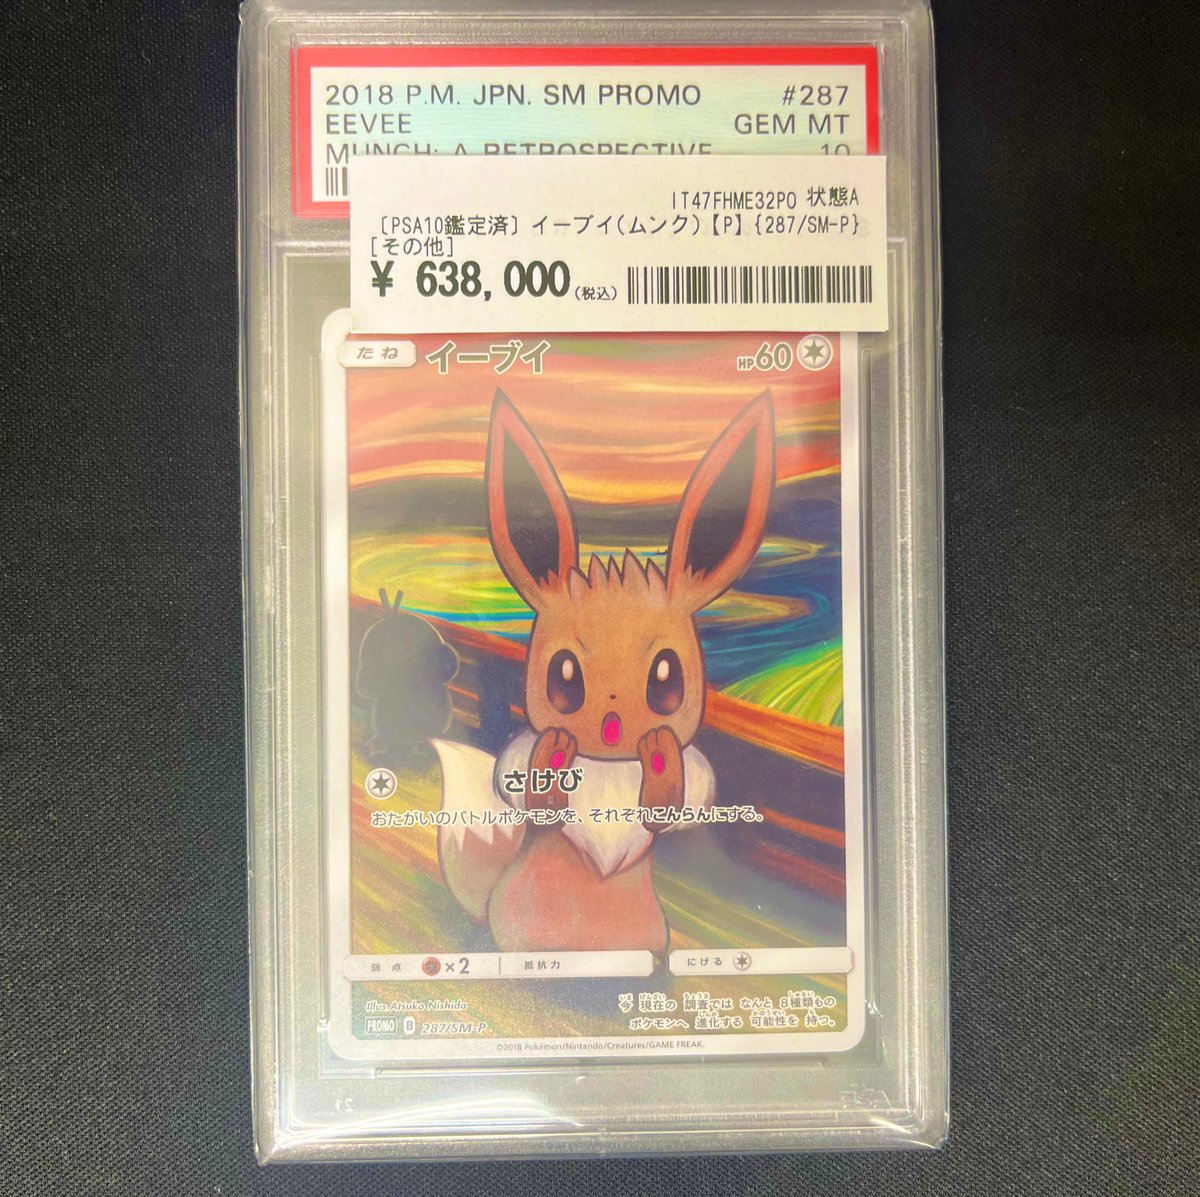 2018 P.M. JPN. SM PROMO #287
EEVEE GEM MT
MUNCH: A RETROSPECTIVE 10
IT47FHME32PO 状態A
〔PSA10鑑定済〕イーブイ(ムンク)【P】{287/SM-P}
[その他]
¥ 638,000(税込)
たね イーブイ HP60
さけび
おたがいのバトルポケモンを、それぞれこんらんにする。
弱点 ×2 抵抗力 にげる
Illus.Atsuko Nishida
今 現在の 調査では なんと 8種類もの
ポケモンへ 進化する 可能性を 持つ。
PROMO B 287/SM-P
©2018 Pokémon/Nintendo/Creatures/GAME FREAK.